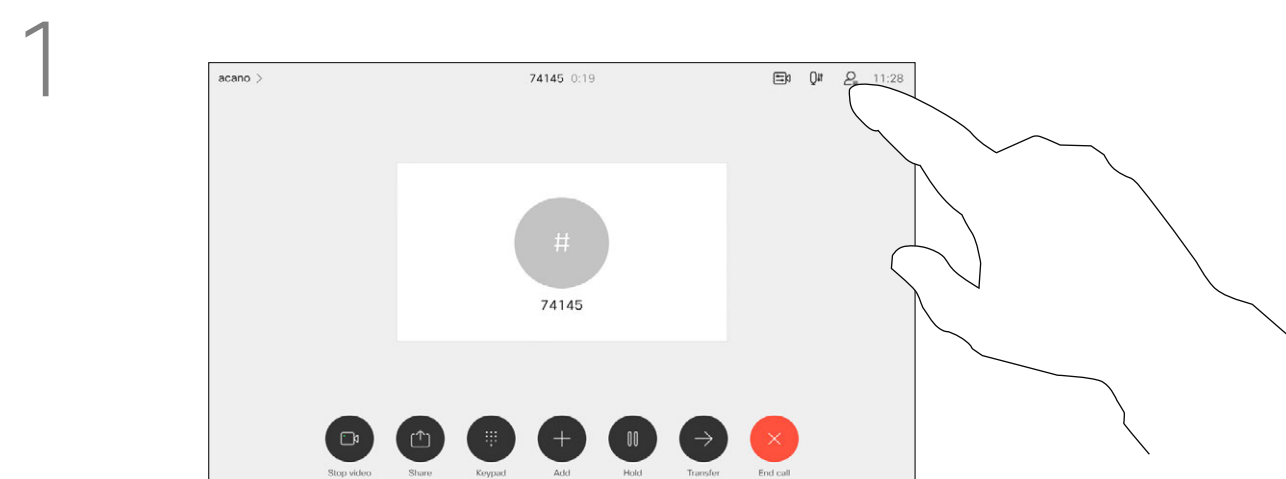 1
acano >
74145 0:19
11:28
#
74145
Stop video Share Keypad Add Hold Transfer End call